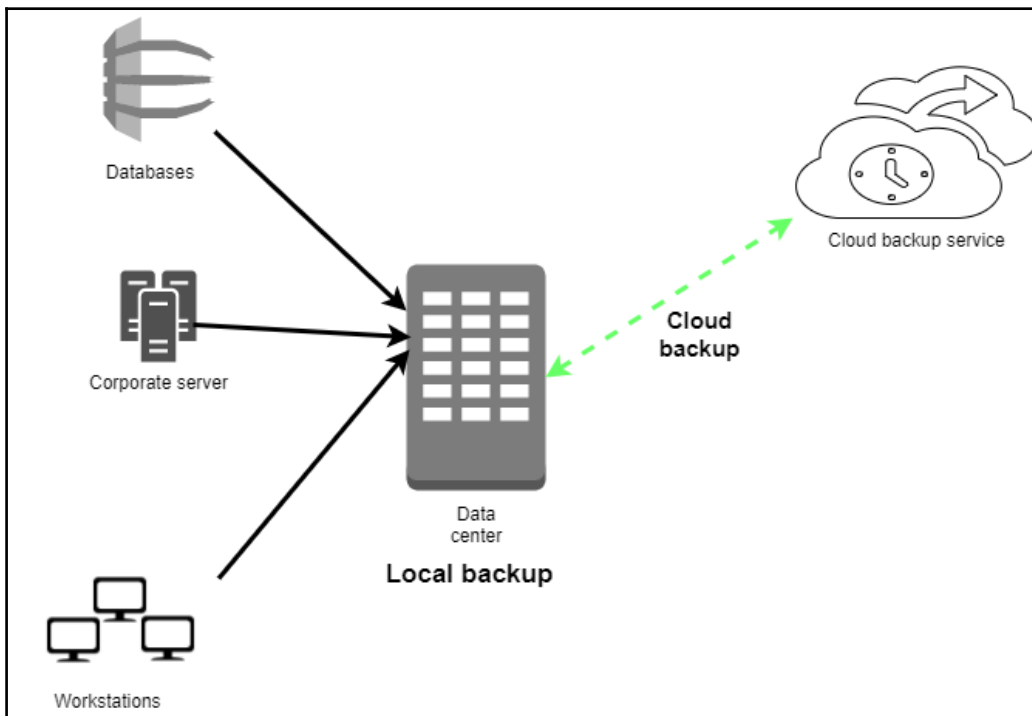 Databases
Cloud backup service
Cloud
backup
Corporate server
Data
center
Local backup
Workstations